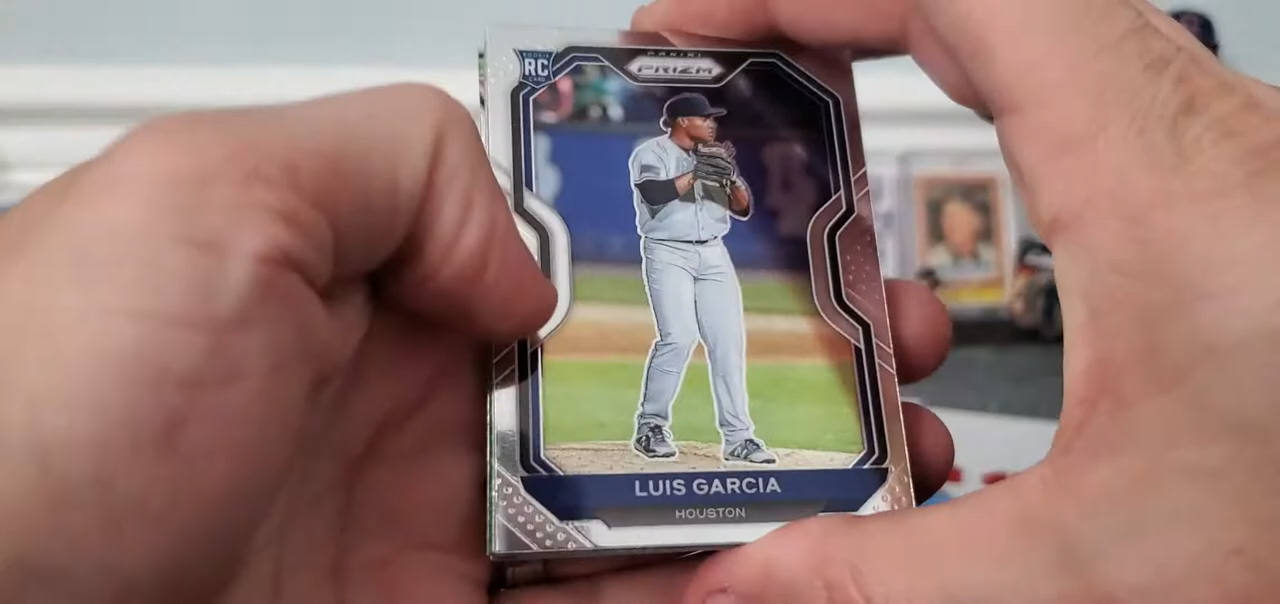 PANINI
PRIZM
ROOKIE
RC
CARD
LUIS GARCIA
HOUSTON